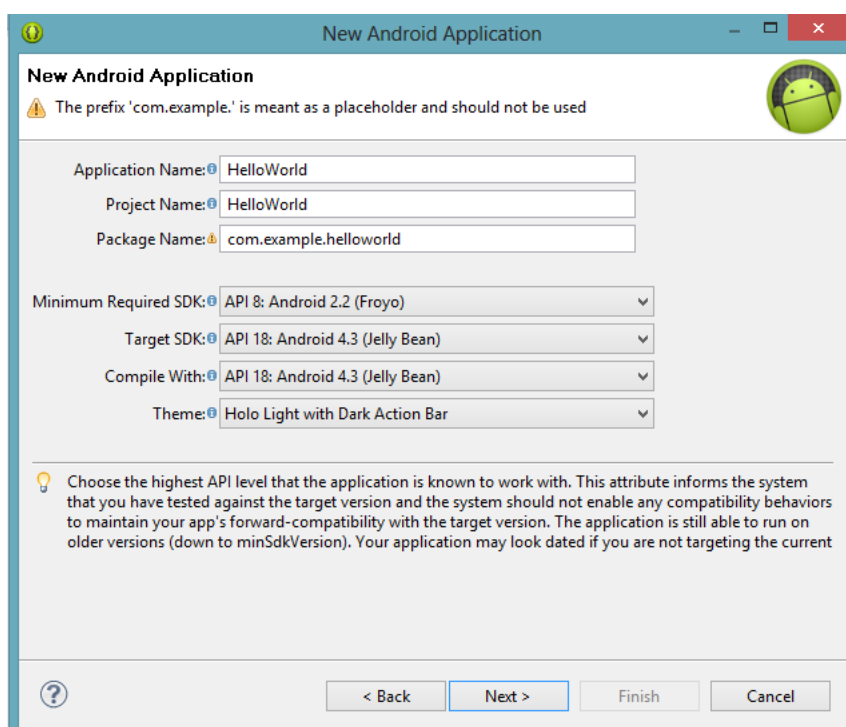 New Android Application
New Android Application
The prefix 'com.example.' is meant as a placeholder and should not be used
Application Name: HelloWorld
Project Name: HelloWorld
Package Name: com.example.helloworld
Minimum Required SDK: API 8: Android 2.2 (Froyo)
Target SDK: API 18: Android 4.3 (Jelly Bean)
Compile With: API 18: Android 4.3 (Jelly Bean)
Theme: Holo Light with Dark Action Bar
Choose the highest API level that the application is known to work with. This attribute informs the system
that you have tested against the target version and the system should not enable any compatibility behaviors
to maintain your app's forward-compatibility with the target version. The application is still able to run on
older versions (down to minSdkVersion). Your application may look dated if you are not targeting the current
? < Back Next > Finish Cancel